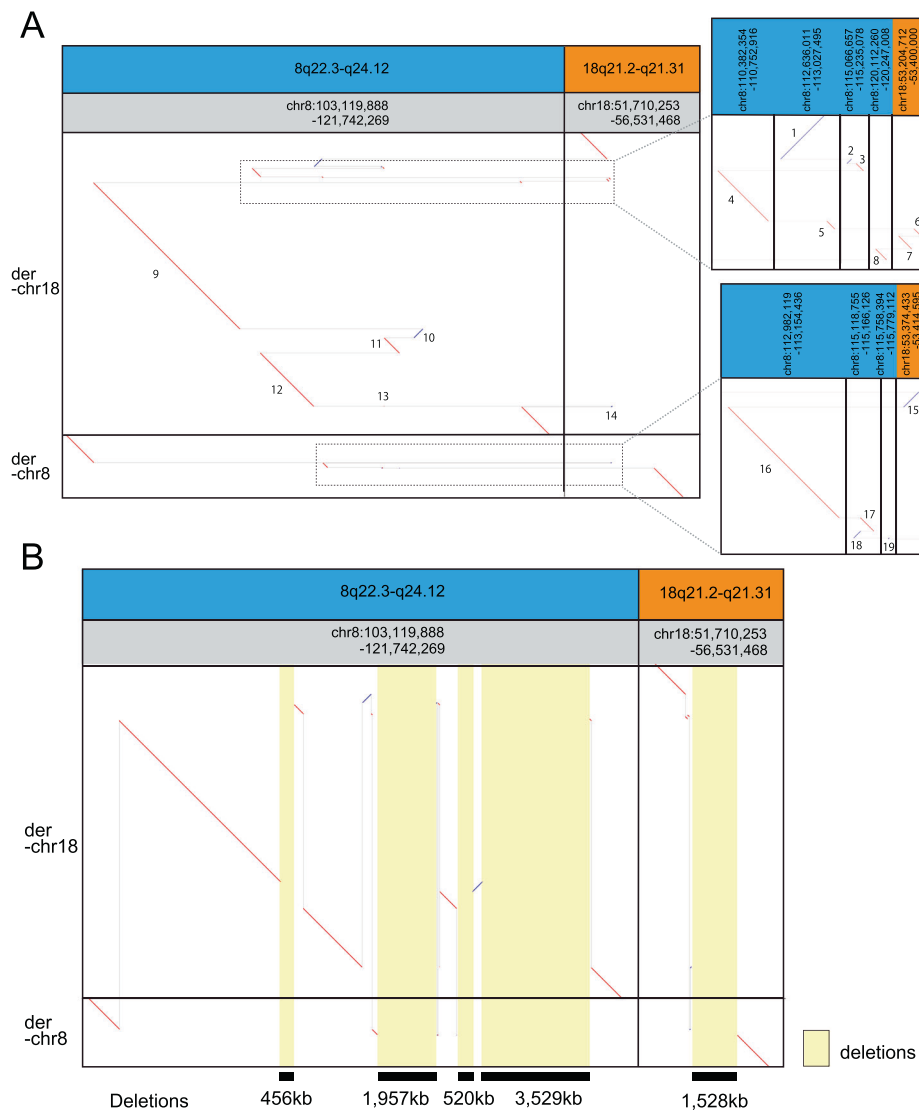 A
8q22.3-q24.12
18q21.2-q21.31
chr8:103,119,888
-121,742,269
chr18:51,710,253
-56,531,468
der
-chr18
9
10
11
12
13
14
der
-chr8
chr8:110,382,354
-110,752,916
chr8:112,636,011
-113,027,495
chr8:115,066,657
-115,235,078
chr8:120,112,260
-120,247,008
chr18:53,204,712
-53,400,000
1
2
3
4
5
6
7
8
chr8:112,982,119
-113,154,436
chr8:115,118,755
-115,166,126
chr8:115,758,394
-115,779,112
chr18:53,374,433
-53,414,595
15
16
17
18
19
B
8q22.3-q24.12
18q21.2-q21.31
chr8:103,119,888
-121,742,269
chr18:51,710,253
-56,531,468
der
-chr18
der
-chr8
deletions
Deletions
456kb
1,957kb
520kb
3,529kb
1,528kb